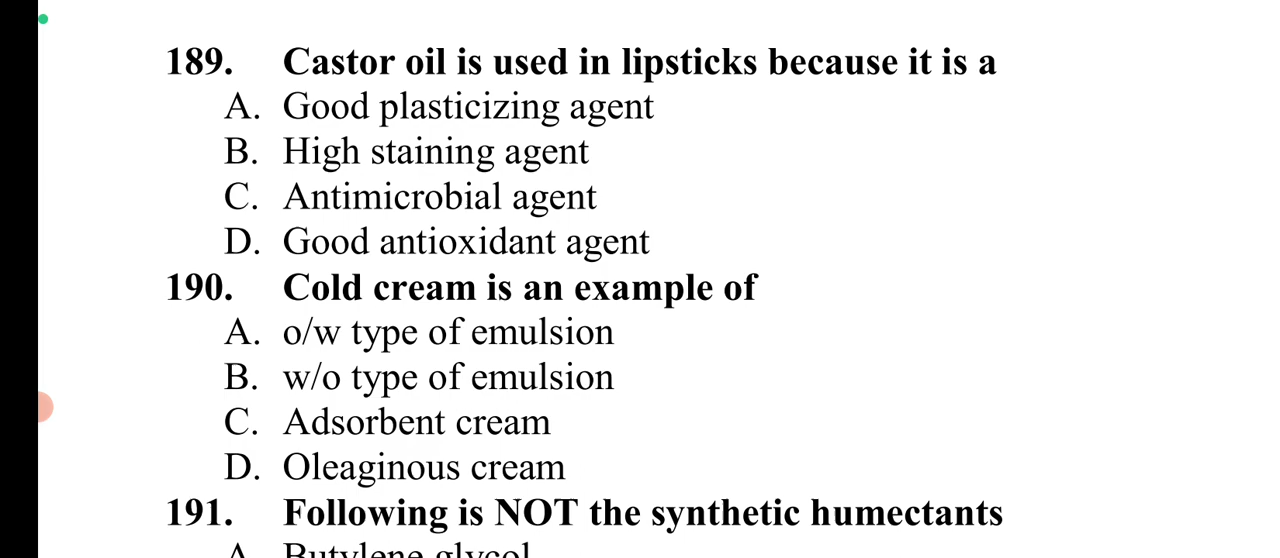 189. Castor oil is used in lipsticks because it is a
A. Good plasticizing agent
B. High staining agent
C. Antimicrobial agent
D. Good antioxidant agent
190. Cold cream is an example of
A. o/w type of emulsion
B. w/o type of emulsion
C. Adsorbent cream
D. Oleaginous cream
191. Following is NOT the synthetic humectants
A. Butylene glycol